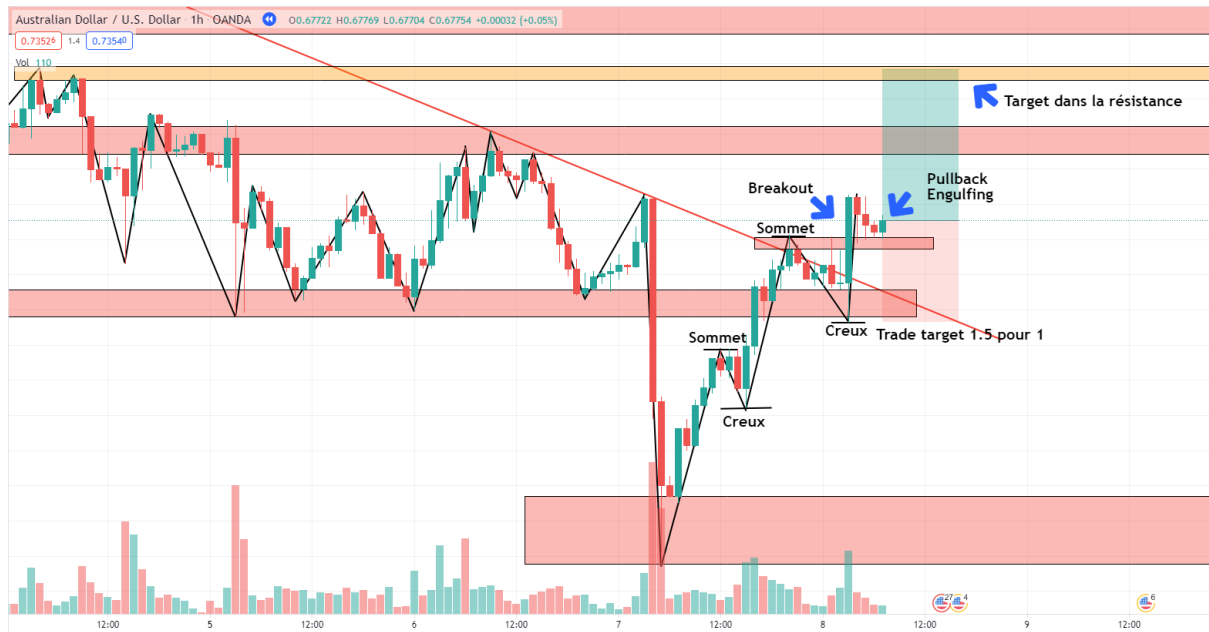 Australian Dollar / U.S. Dollar · 1h · OANDA O0.67722 H0.67769 L0.67704 C0.67754 +0.00032 (+0.05%)
0.73526 1.4 0.73540
Vol 110
Target dans la résistance
Breakout
Pullback
Engulfing
Sommet
Sommet
Creux
Trade target 1.5 pour 1
Creux
27 4 6
12:00 5 12:00 6 12:00 7 12:00 8 12:00 9 12:00